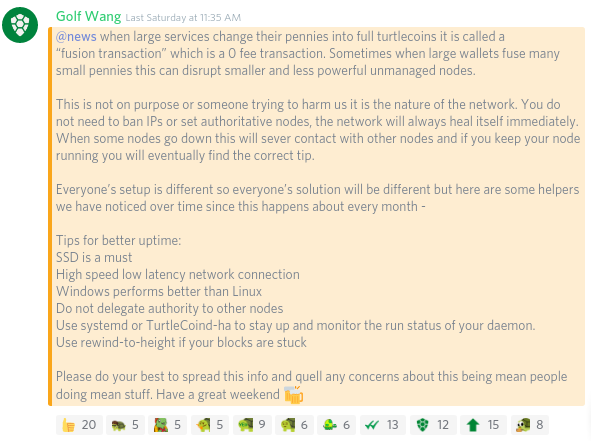 Golf Wang Last Saturday at 11:35 AM
@news when large services change their pennies into full turtlecoins it is called a
“fusion transaction” which is a 0 fee transaction. Sometimes when large wallets fuse many
small pennies this can disrupt smaller and less powerful unmanaged nodes.
This is not on purpose or someone trying to harm us it is the nature of the network. You do
not need to ban IPs or set authoritative nodes, the network will always heal itself immediately.
When some nodes go down this will sever contact with other nodes and if you keep your node
running you will eventually find the correct tip.
Everyone’s setup is different so everyone’s solution will be different but here are some helpers
we have noticed over time since this happens about every month -
Tips for better uptime:
SSD is a must
High speed low latency network connection
Windows performs better than Linux
Do not delegate authority to other nodes
Use systemd or TurtleCoind-ha to stay up and monitor the run status of your daemon.
Use rewind-to-height if your blocks are stuck
Please do your best to spread this info and quell any concerns about this being mean people
doing mean stuff. Have a great weekend
20 5 5 5 9 6 6 13 12 15 8